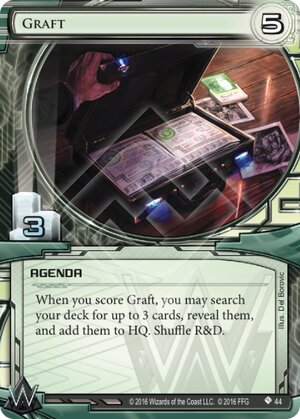 Graft
5
3
AGENDA
When you score Graft, you may search
your deck for up to 3 cards, reveal them,
and add them to HQ. Shuffle R&D.
Illus. Del Borovic
© 2016 Wizards of the Coast LLC. © 2016 FFG
44